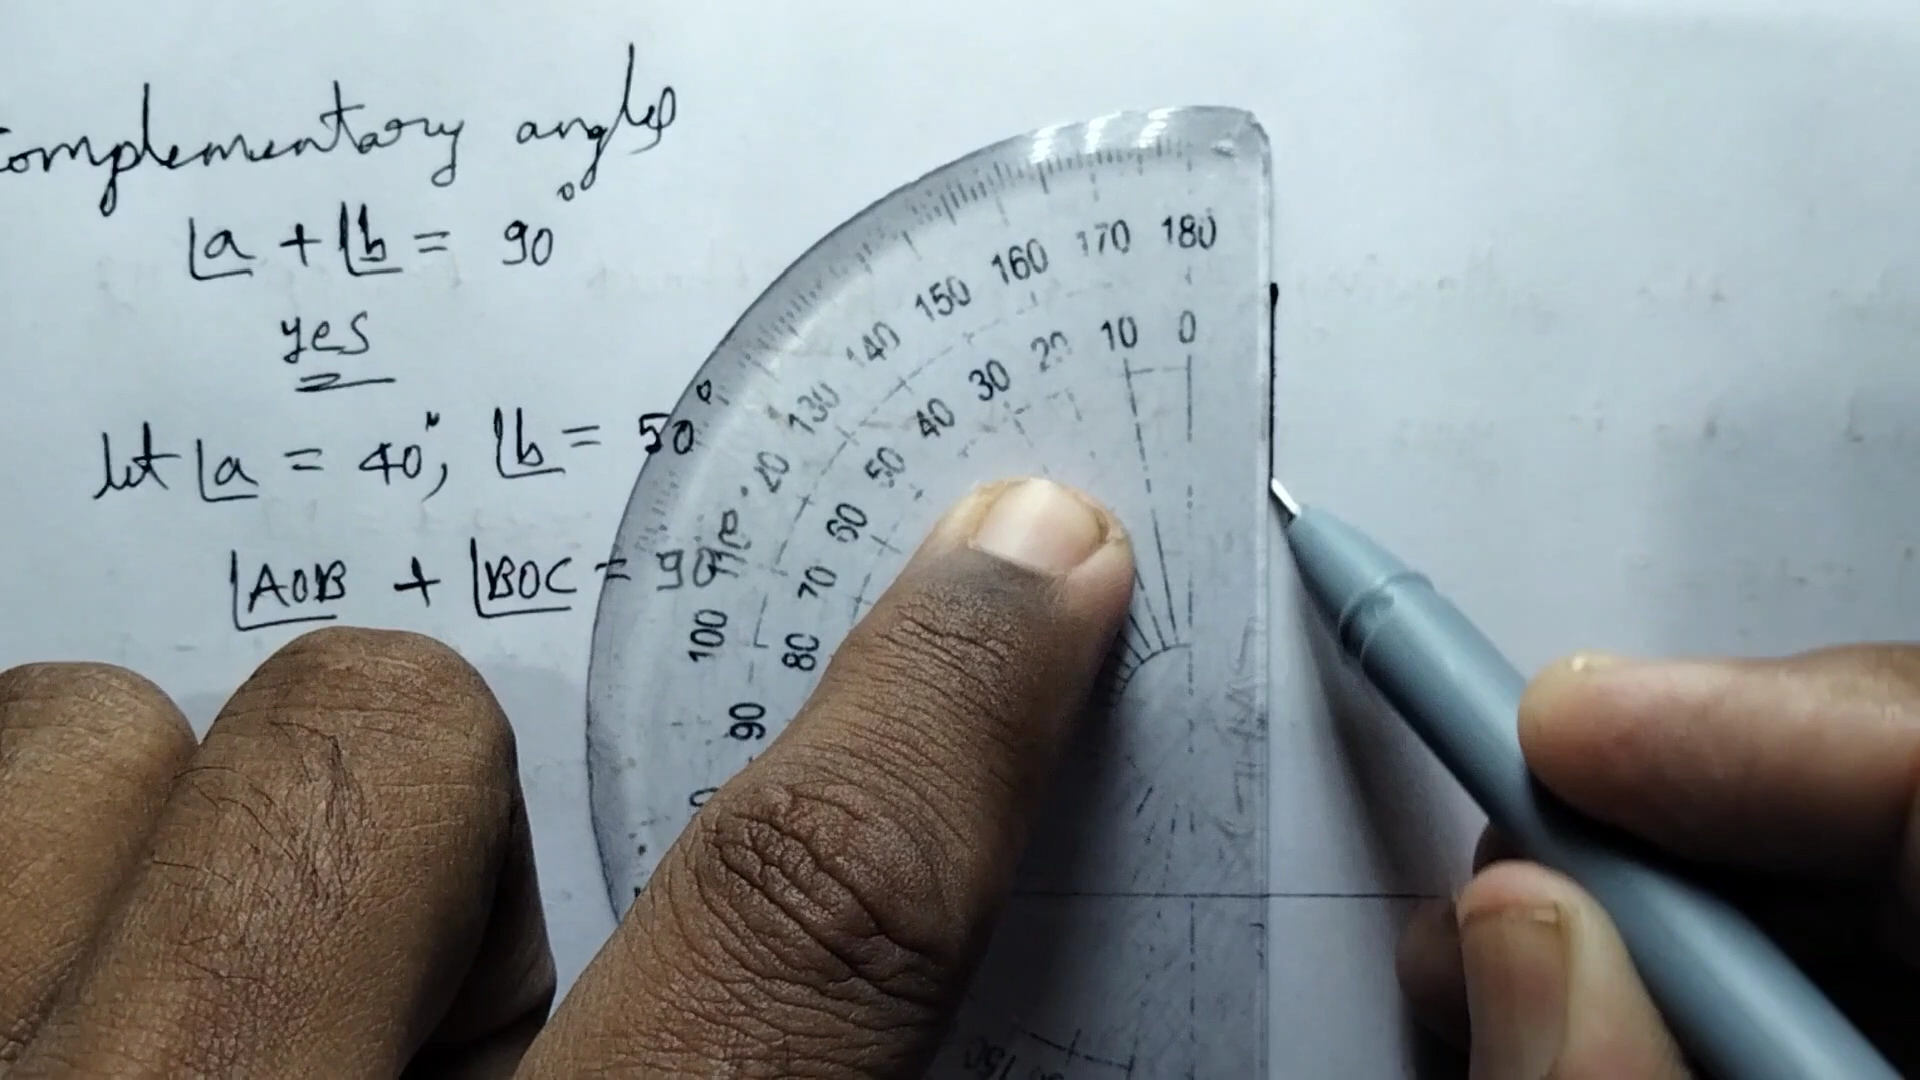 Complementary angles
∠a + ∠b = 90°
yes
let ∠a = 40°, ∠b = 50°
∠AOB + ∠BOC = 90
180 170 160 150 140 130 110 100 90
0 10 20 30 40 50 60 70 80